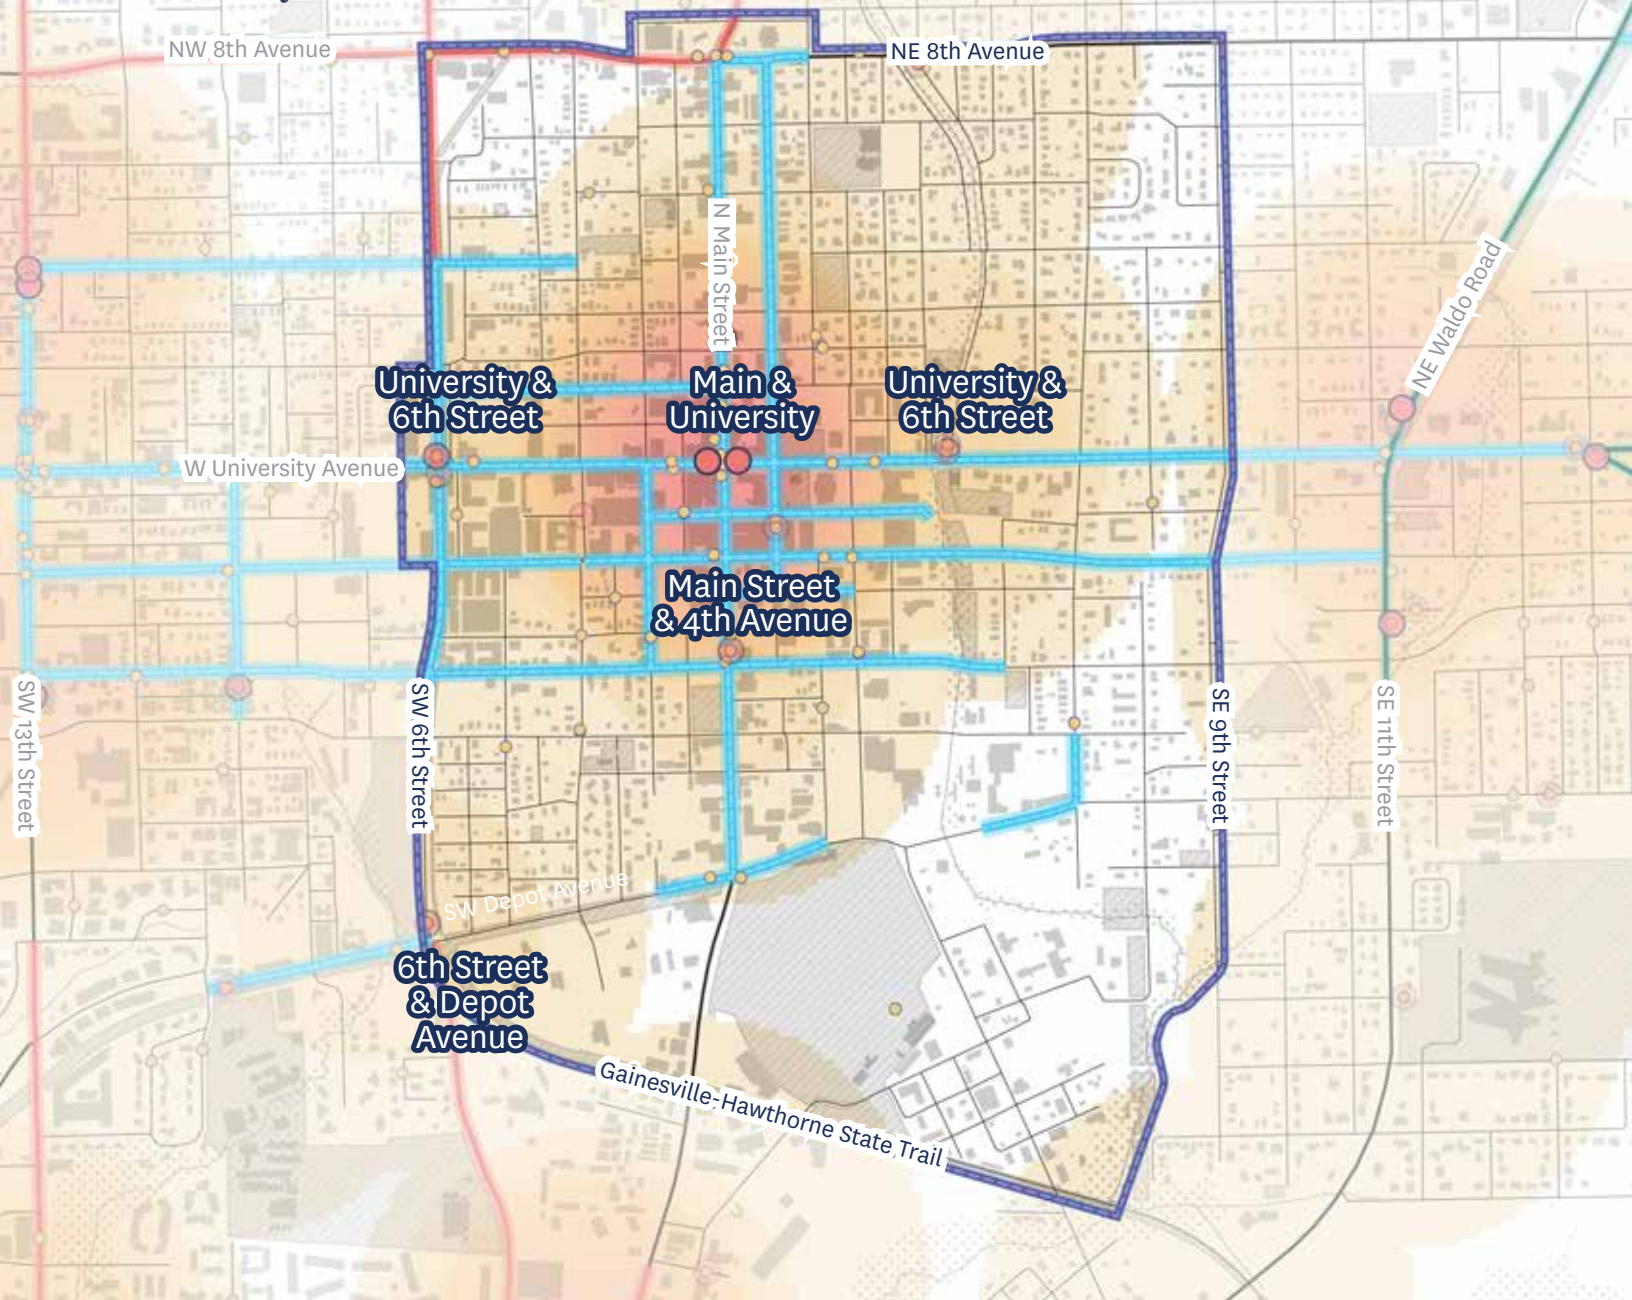 NW 8th Avenue
NE 8th Avenue
N Main Street
NE Waldo Road
University &
6th Street
Main &
University
University &
6th Street
W University Avenue
Main Street
& 4th Avenue
SW 13th Street
SW 6th Street
SE 9th Street
SE 11th Street
SW Depot Avenue
6th Street
& Depot
Avenue
Gainesville-Hawthorne State Trail